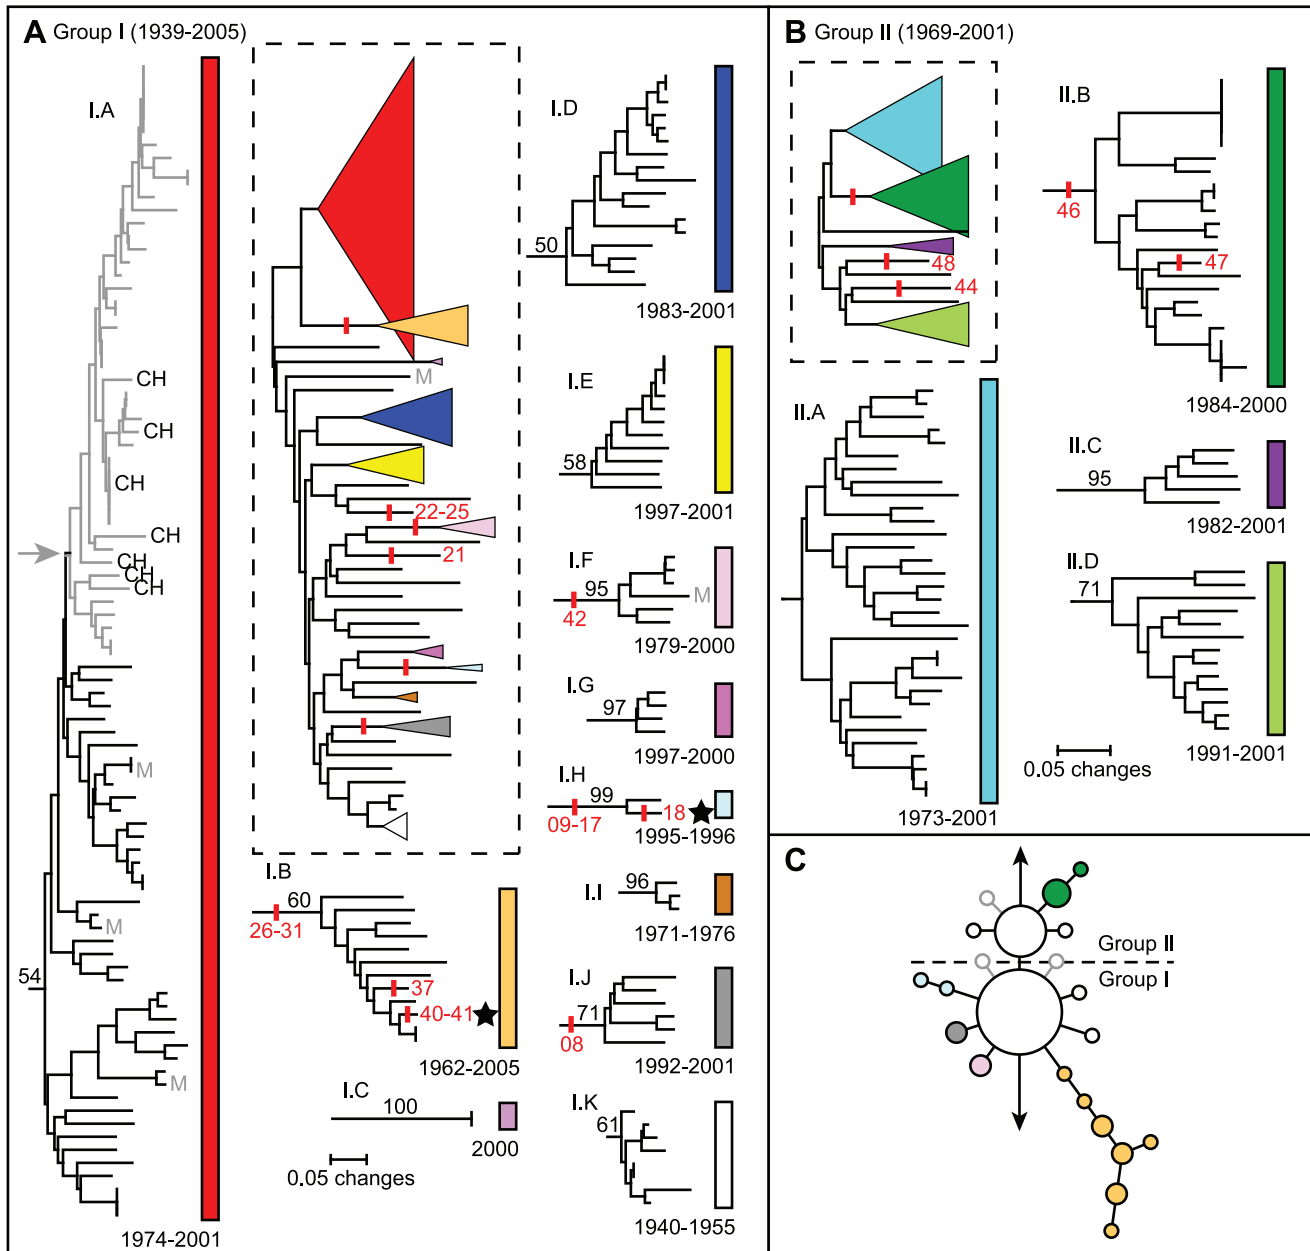 A Group I (1939-2005)
I.A
CH
CH
CH
CH
CH
CH
CH
M
M
54
M
1974-2001
M
22-25
21
I.B
60
26-31
37
40-41
1962-2005
I.C
100
2000
0.05 changes
I.D
50
1983-2001
I.E
58
1997-2001
I.F
95
M
42
1979-2000
I.G
97
1997-2000
I.H
99
18
09-17
1995-1996
I.I
96
1971-1976
I.J
71
08
1992-2001
I.K
61
1940-1955
B Group II (1969-2001)
48
44
II.A
1973-2001
II.B
46
47
1984-2000
II.C
95
1982-2001
II.D
71
1991-2001
0.05 changes
C
Group II
Group I